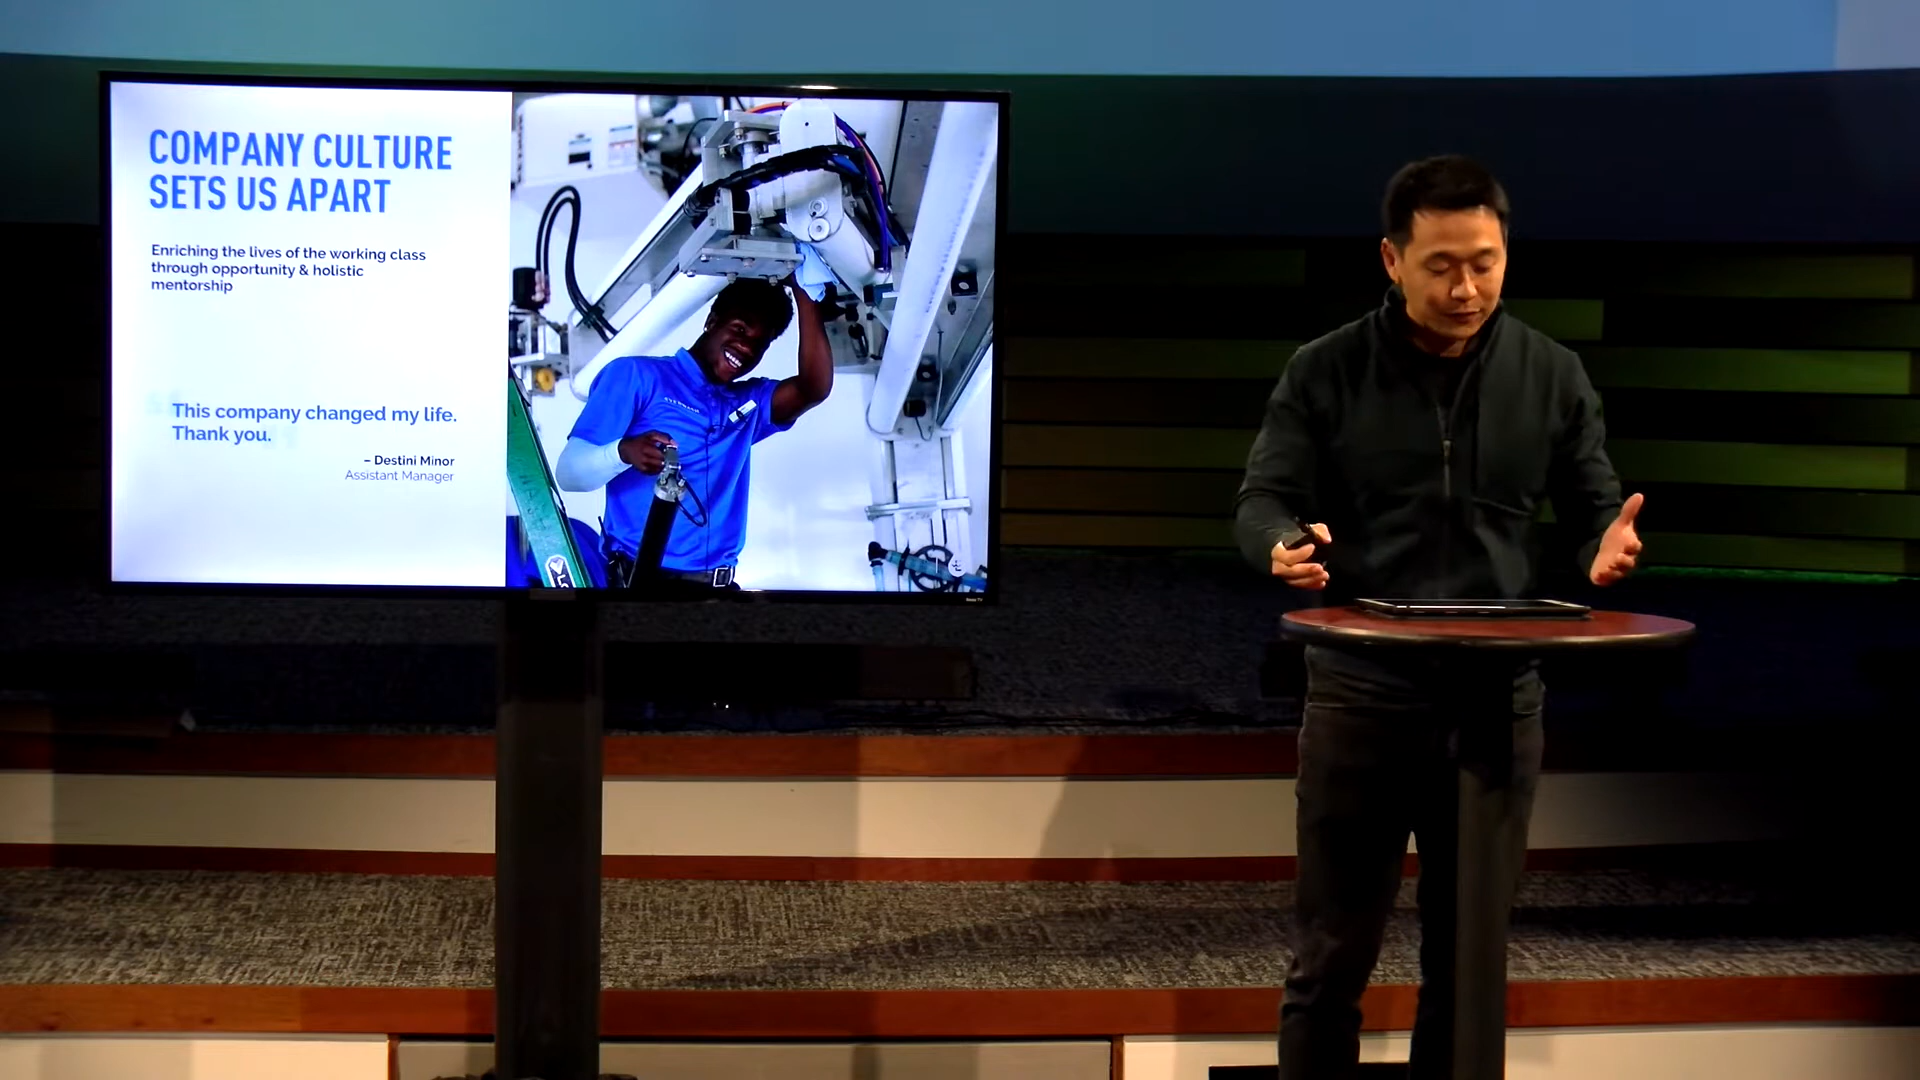 COMPANY CULTURE
SETS US APART
Enriching the lives of the working class
through opportunity & holistic
mentorship
This company changed my life.
Thank you.
– Destini Minor
Assistant Manager